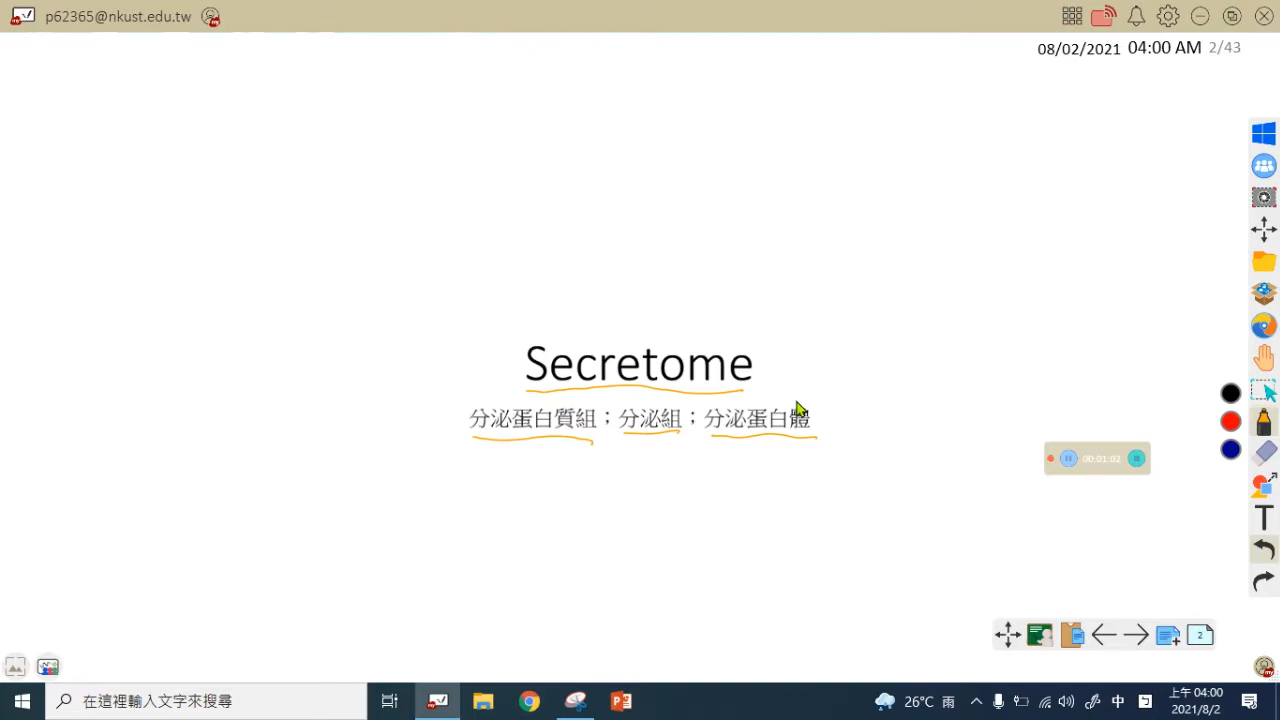 p62365@nkust.edu.tw
08/02/2021 04:00 AM 2/43
Secretome
分泌蛋白質組；分泌組；分泌蛋白體
00:01:02
T
2
在這裡輸入文字來搜尋
26°C 雨
中
上午 04:00
2021/8/2